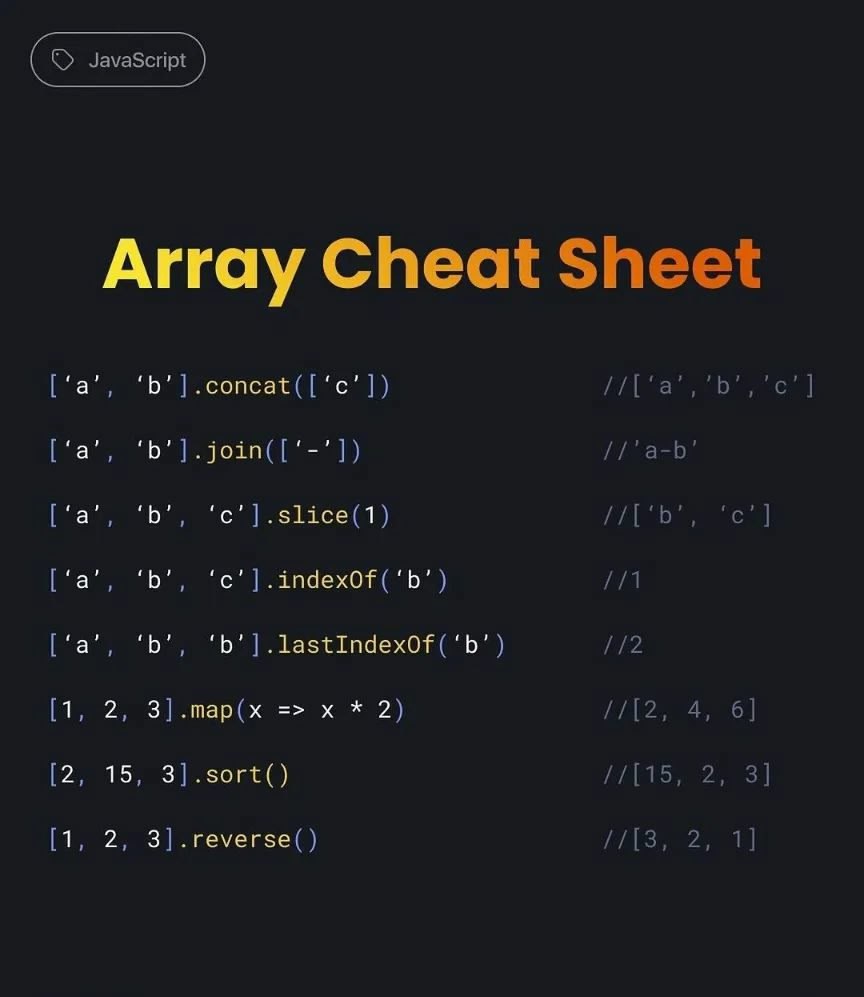 JavaScript
Array Cheat Sheet
[‘a’, ‘b’].concat([‘c’]) //[‘a’,’b’,’c’]
[‘a’, ‘b’].join([‘-’]) //’a-b’
[‘a’, ‘b’, ‘c’].slice(1) //[‘b’, ‘c’]
[‘a’, ‘b’, ‘c’].indexOf(‘b’) //1
[‘a’, ‘b’, ‘b’].lastIndexOf(‘b’) //2
[1, 2, 3].map(x => x * 2) //[2, 4, 6]
[2, 15, 3].sort() //[15, 2, 3]
[1, 2, 3].reverse() //[3, 2, 1]